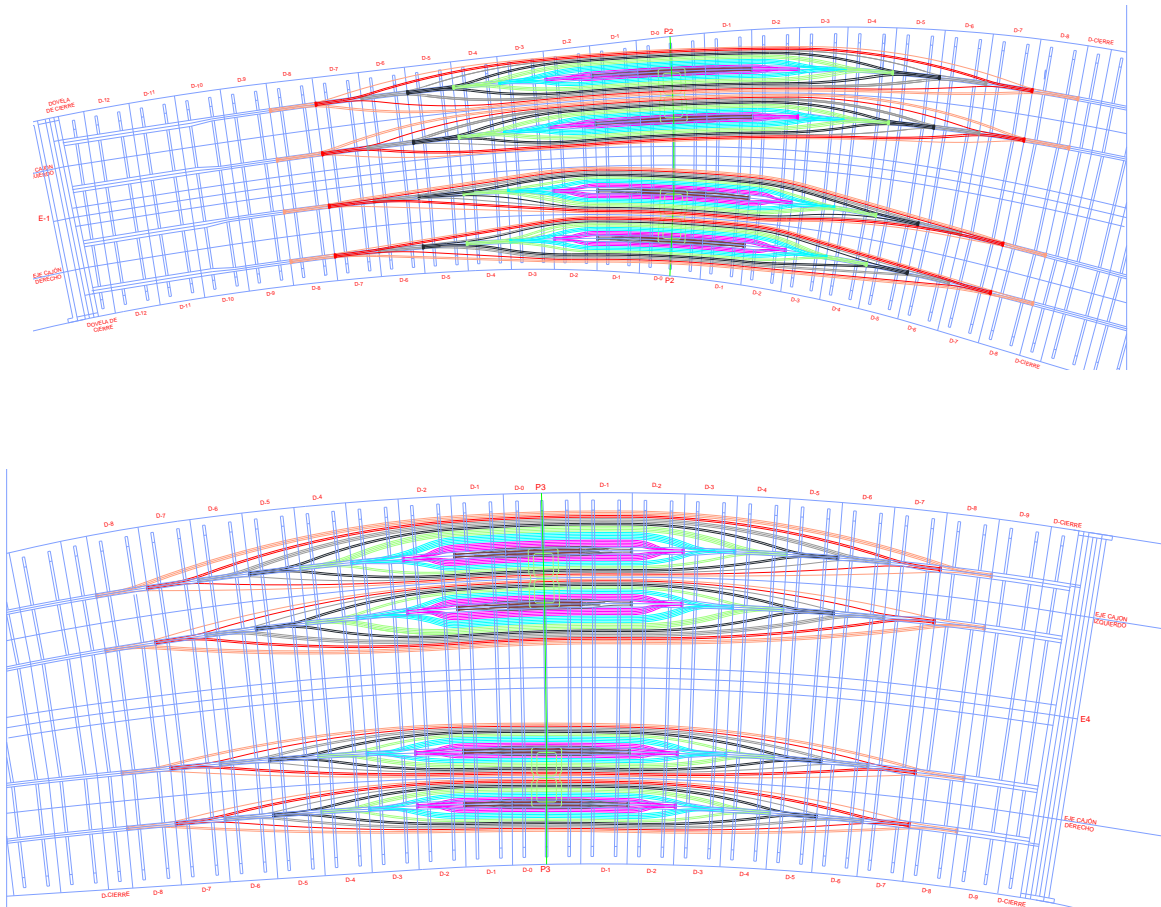 DOVELA
DE CIERRE
D-12
D-11
D-10
D-9
D-8
D-7
D-6
D-5
D-4
D-3
D-2
D-1
D-0
P2
D-1
D-2
D-3
D-4
D-5
D-6
D-7
D-8
D-CIERRE
E-1
EJE CAJÓN
DERECHO
DOVELA DE
CIERRE
D-12
D-11
D-10
D-9
D-8
D-7
D-6
D-5
D-4
D-3
D-2
D-1
D-0
P2
D-1
D-2
D-3
D-4
D-5
D-6
D-7
D-8
D-CIERRE
D-8
D-7
D-6
D-5
D-4
D-2
D-1
D-0
P3
D-1
D-2
D-3
D-4
D-5
D-6
D-7
D-8
D-9
D-CIERRE
EJE CAJÓN
IZQUIERDO
E4
EJE CAJÓN
DERECHO
D-CIERRE
D-8
D-7
D-6
D-5
D-4
D-3
D-2
D-1
D-0
P3
D-1
D-2
D-3
D-4
D-5
D-6
D-7
D-8
D-9
D-CIERRE